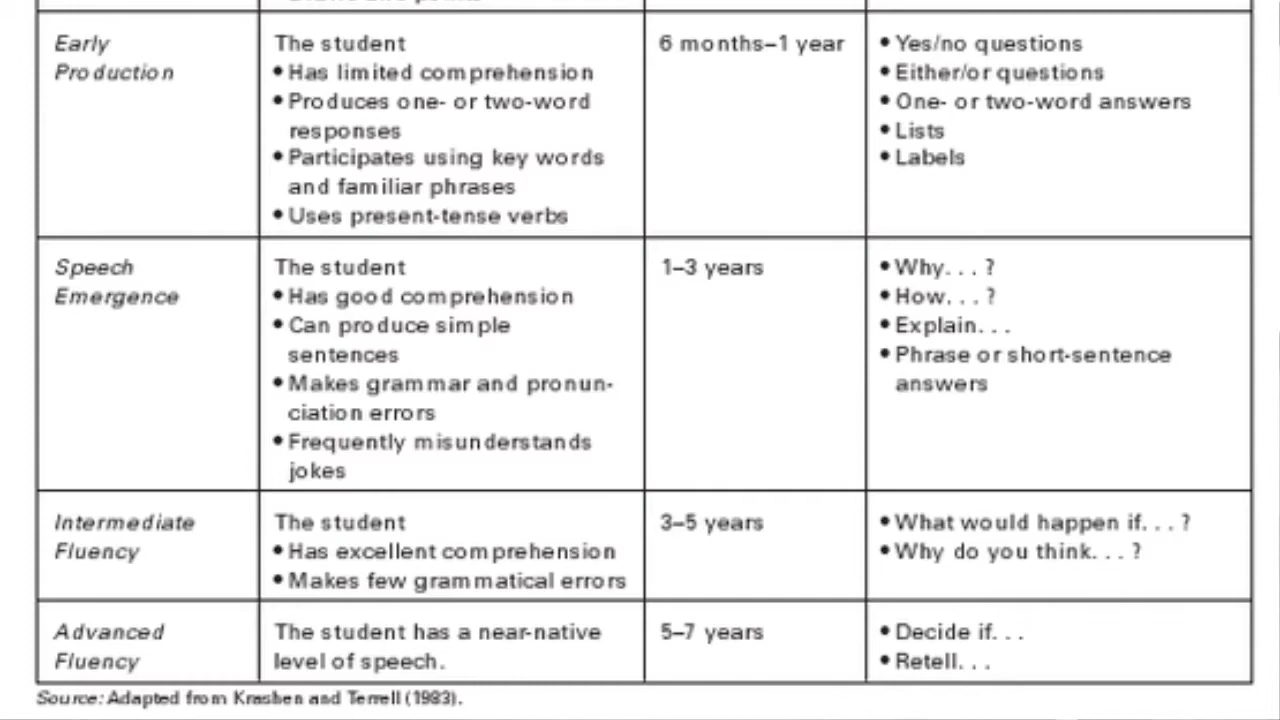 Early
Production
The student
• Has limited comprehension
• Produces one- or two-word
responses
• Participates using key words
and familiar phrases
• Uses present-tense verbs
6 months–1 year
• Yes/no questions
• Either/or questions
• One- or two-word answers
• Lists
• Labels
Speech
Emergence
The student
• Has good comprehension
• Can produce simple
sentences
• Makes grammar and pronun-
ciation errors
• Frequently misunderstands
jokes
1–3 years
• Why. . . ?
• How. . . ?
• Explain. . .
• Phrase or short-sentence
answers
Intermediate
Fluency
The student
• Has excellent comprehension
• Makes few grammatical errors
3–5 years
• What would happen if. . . ?
• Why do you think. . . ?
Advanced
Fluency
The student has a near-native
level of speech.
5–7 years
• Decide if. . .
• Retell. . .
Source: Adapted from Krashen and Terrell (1983).